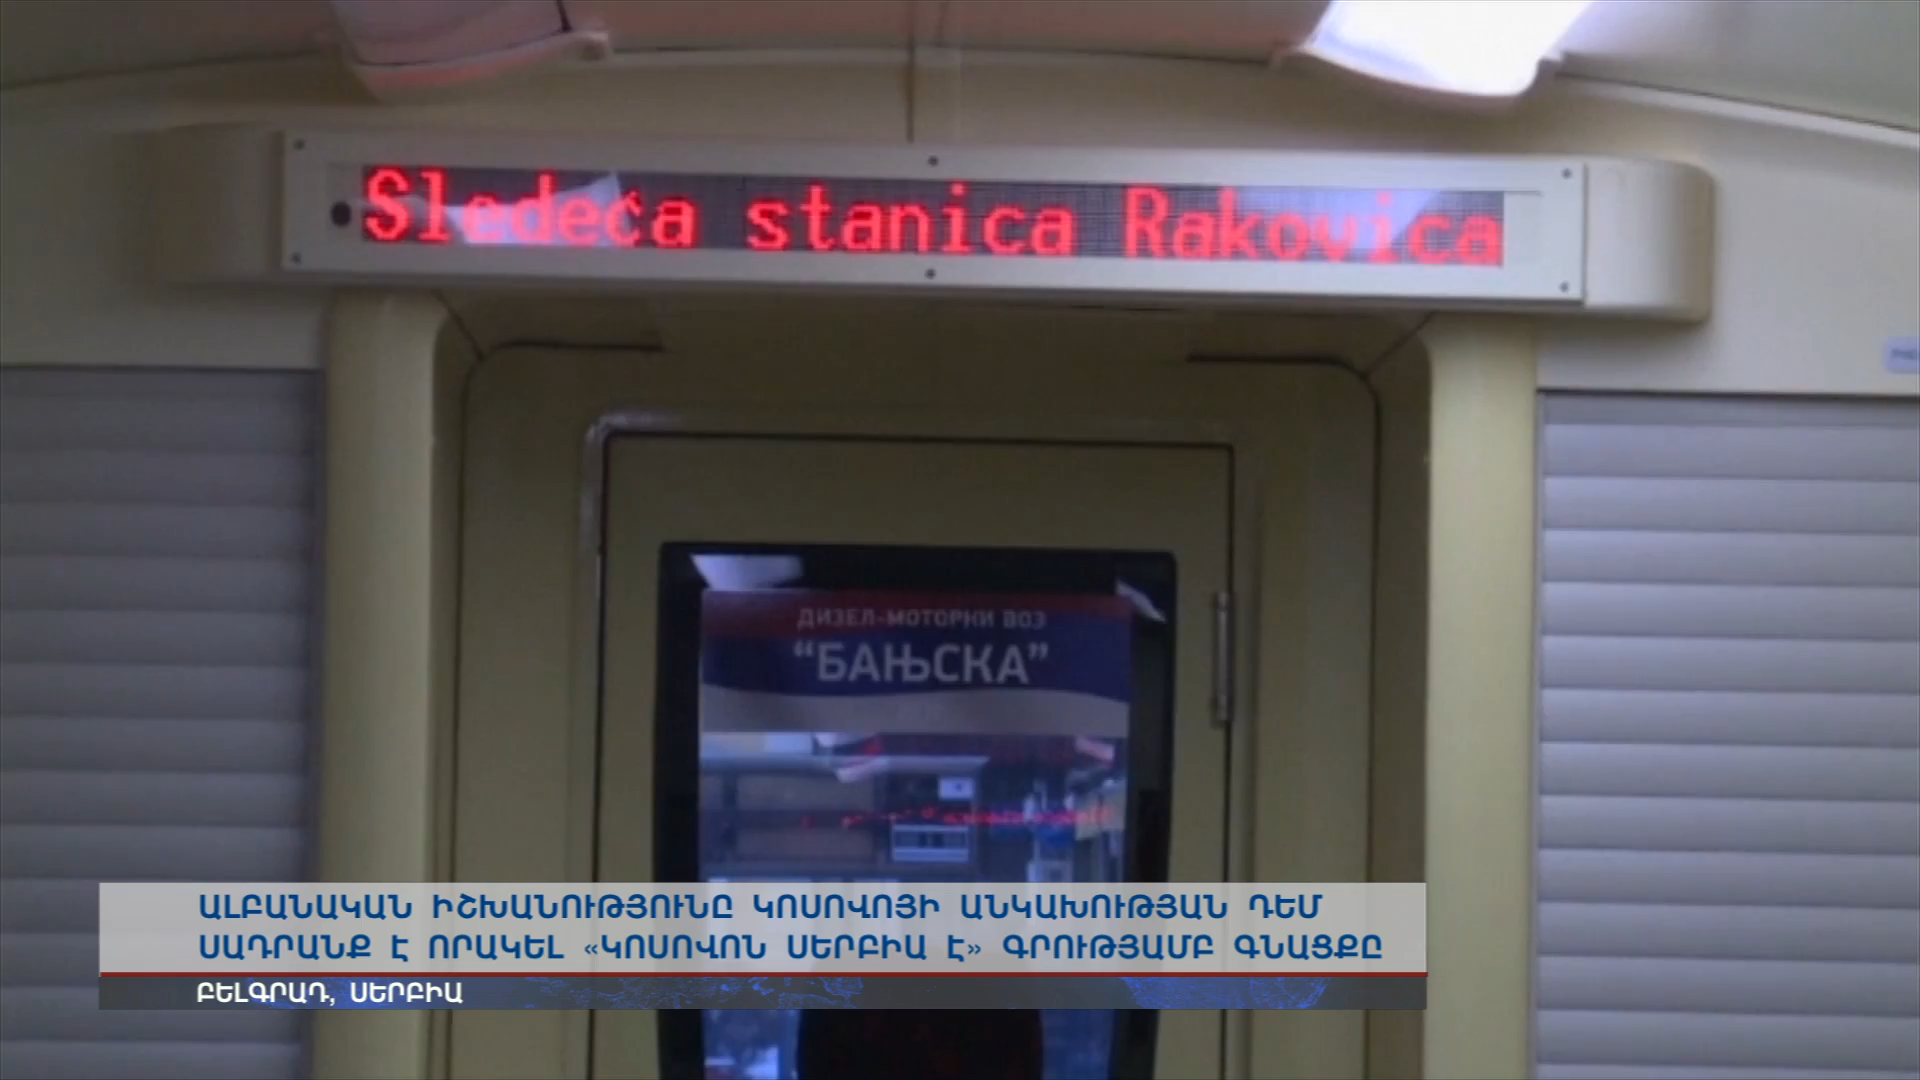 Sledeća stanica Rakovica
ДИЗЕЛ-МОТОРНИ ВОЗ
“БАЊСКА”
ԱԼԲԱՆԱԿԱՆ ԻՇԽԱՆՈՒԹՅՈՒՆԸ ԿՈՍՈՎՈՅԻ ԱՆԿԱԽՈՒԹՅԱՆ ԴԵՄ
ՍԱԴՐԱՆՔ Է ՈՐԱԿԵԼ «ԿՈՍՈՎՈՆ ՍԵՐԲԻԱ Է» ԳՐՈՒԹՅԱՄԲ ԳՆԱՑՔԸ
ԲԵԼԳՐԱԴ, ՍԵՐԲԻԱ